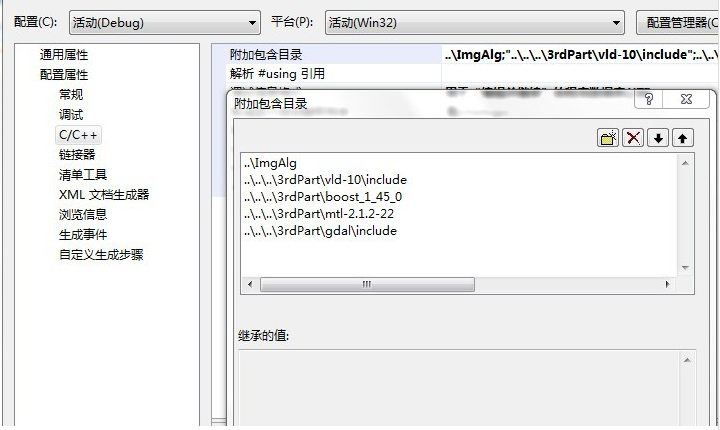 配置(C): 活动(Debug) 平台(P): 活动(Win32) 配置管理器(C
通用属性
配置属性
常规
调试
C/C++
链接器
清单工具
XML 文档生成器
浏览信息
生成事件
自定义生成步骤
附加包含目录 ..\ImgAlg;"..\..\..\3rdPart\vld-10\include";..\..
解析 #using 引用
附加包含目录
..\ImgAlg
..\..\..\3rdPart\vld-10\include
..\..\..\3rdPart\boost_1_45_0
..\..\..\3rdPart\mtl-2.1.2-22
..\..\..\3rdPart\gdal\include
继承的值: